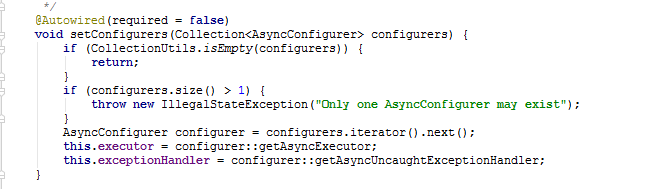 */
@Autowired(required = false)
void setConfigurers(Collection<AsyncConfigurer> configurers) {
if (CollectionUtils.isEmpty(configurers)) {
return;
}
if (configurers.size() > 1) {
throw new IllegalStateException("Only one AsyncConfigurer may exist");
}
AsyncConfigurer configurer = configurers.iterator().next();
this.executor = configurer::getAsyncExecutor;
this.exceptionHandler = configurer::getAsyncUncaughtExceptionHandler;
}